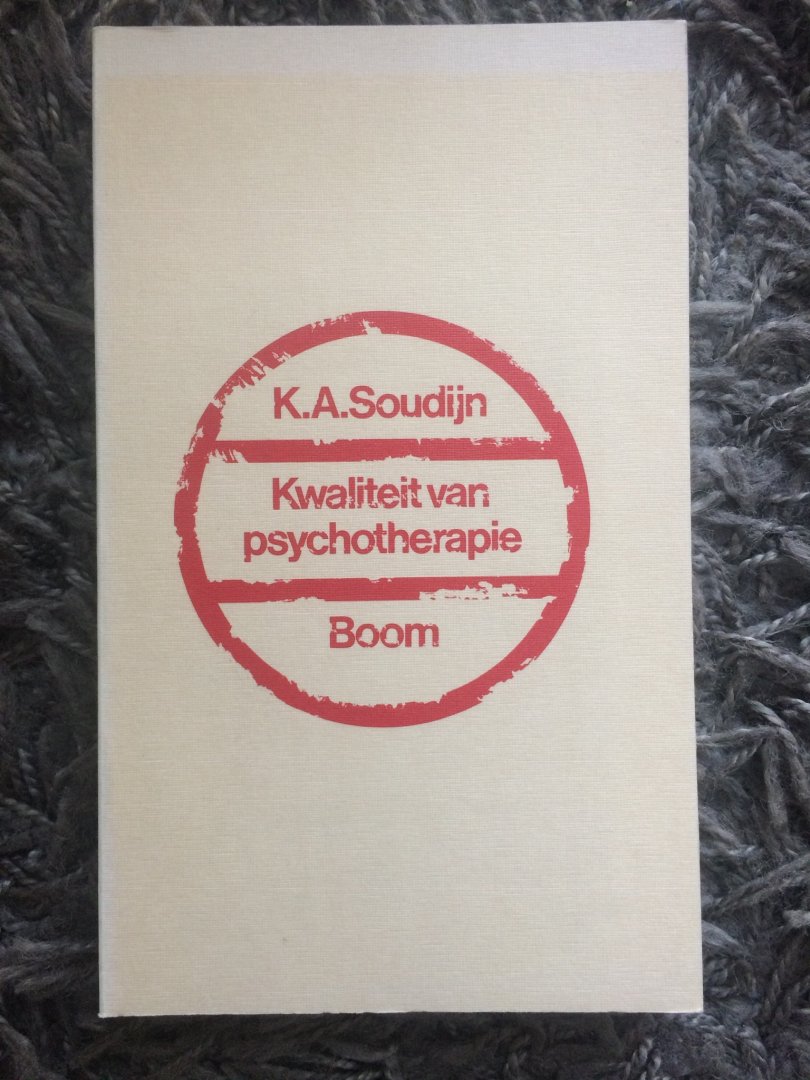 K.A.Soudijn
Kwaliteit van
psychotherapie
Boom